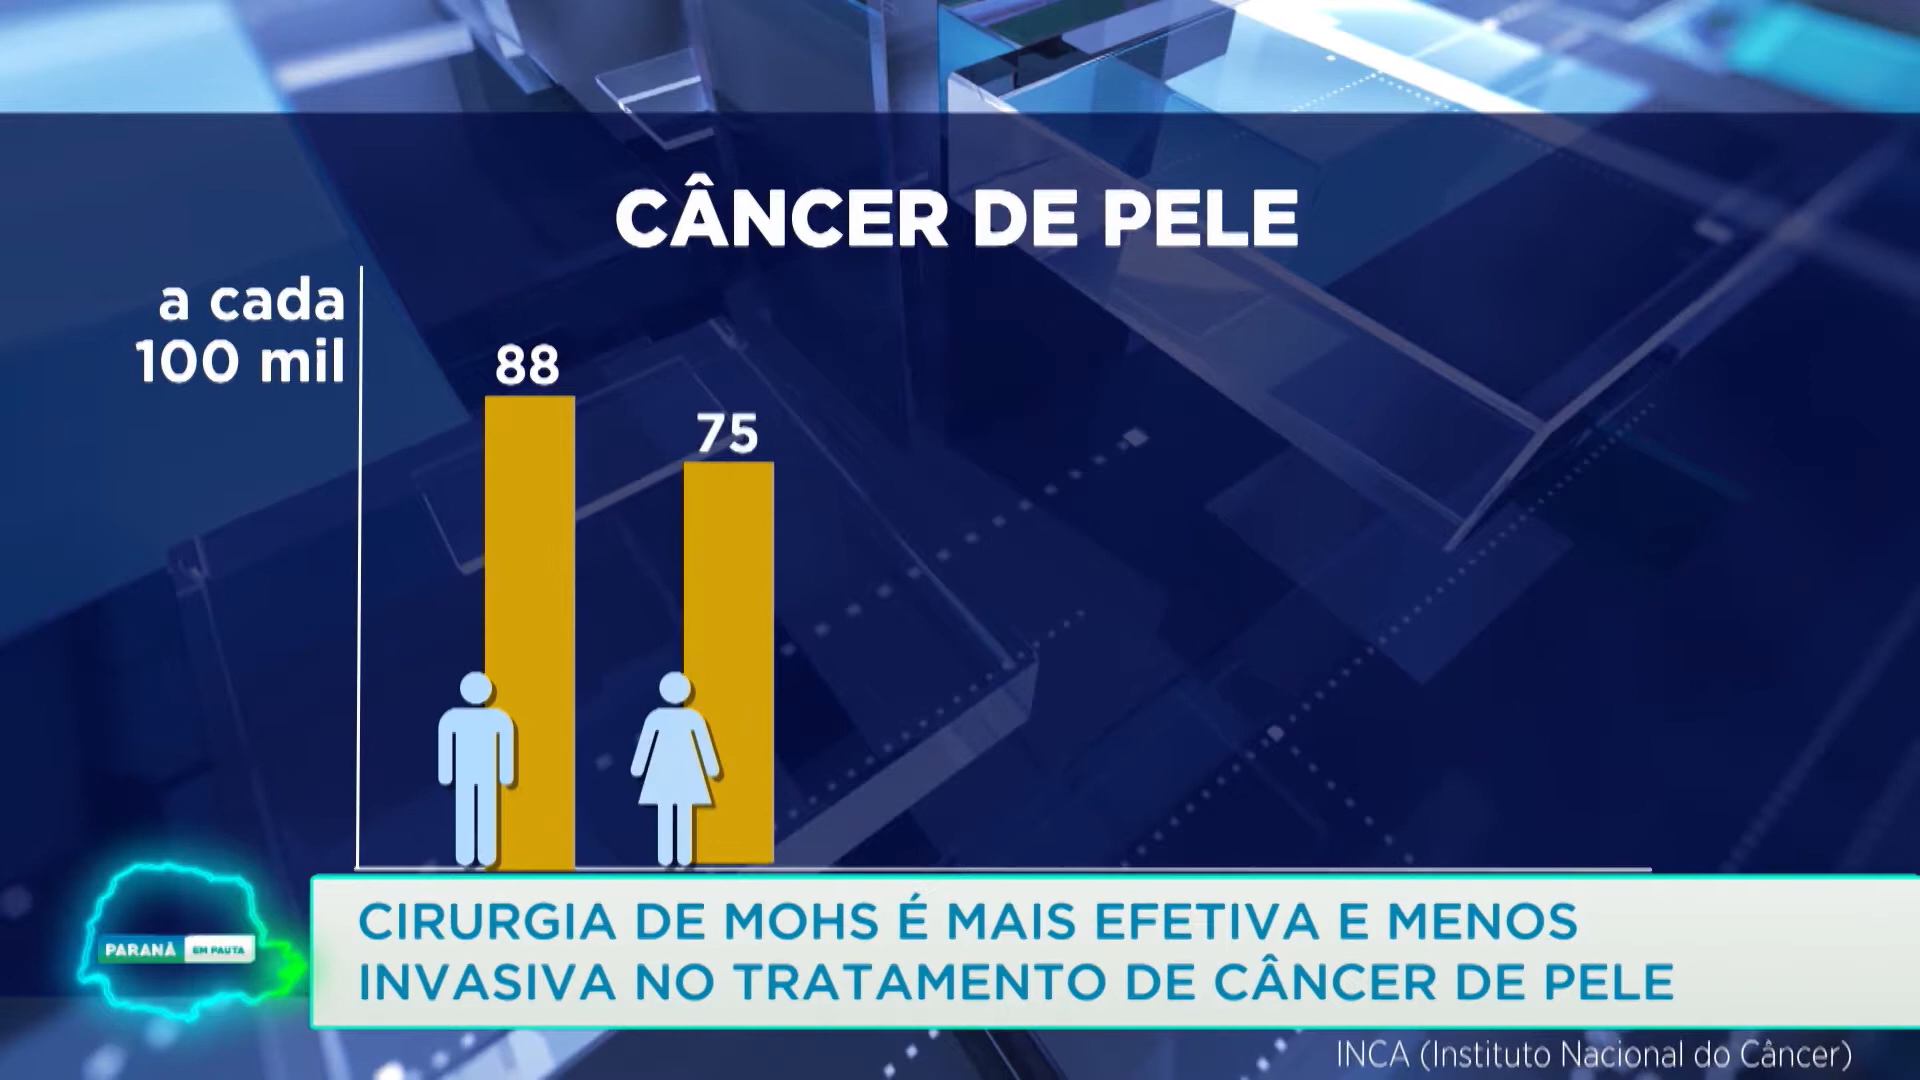 CÂNCER DE PELE
a cada
100 mil
88
75
CIRURGIA DE MOHS É MAIS EFETIVA E MENOS
INVASIVA NO TRATAMENTO DE CÂNCER DE PELE
PARANÁ EM PAUTA
INCA (Instituto Nacional do Câncer)